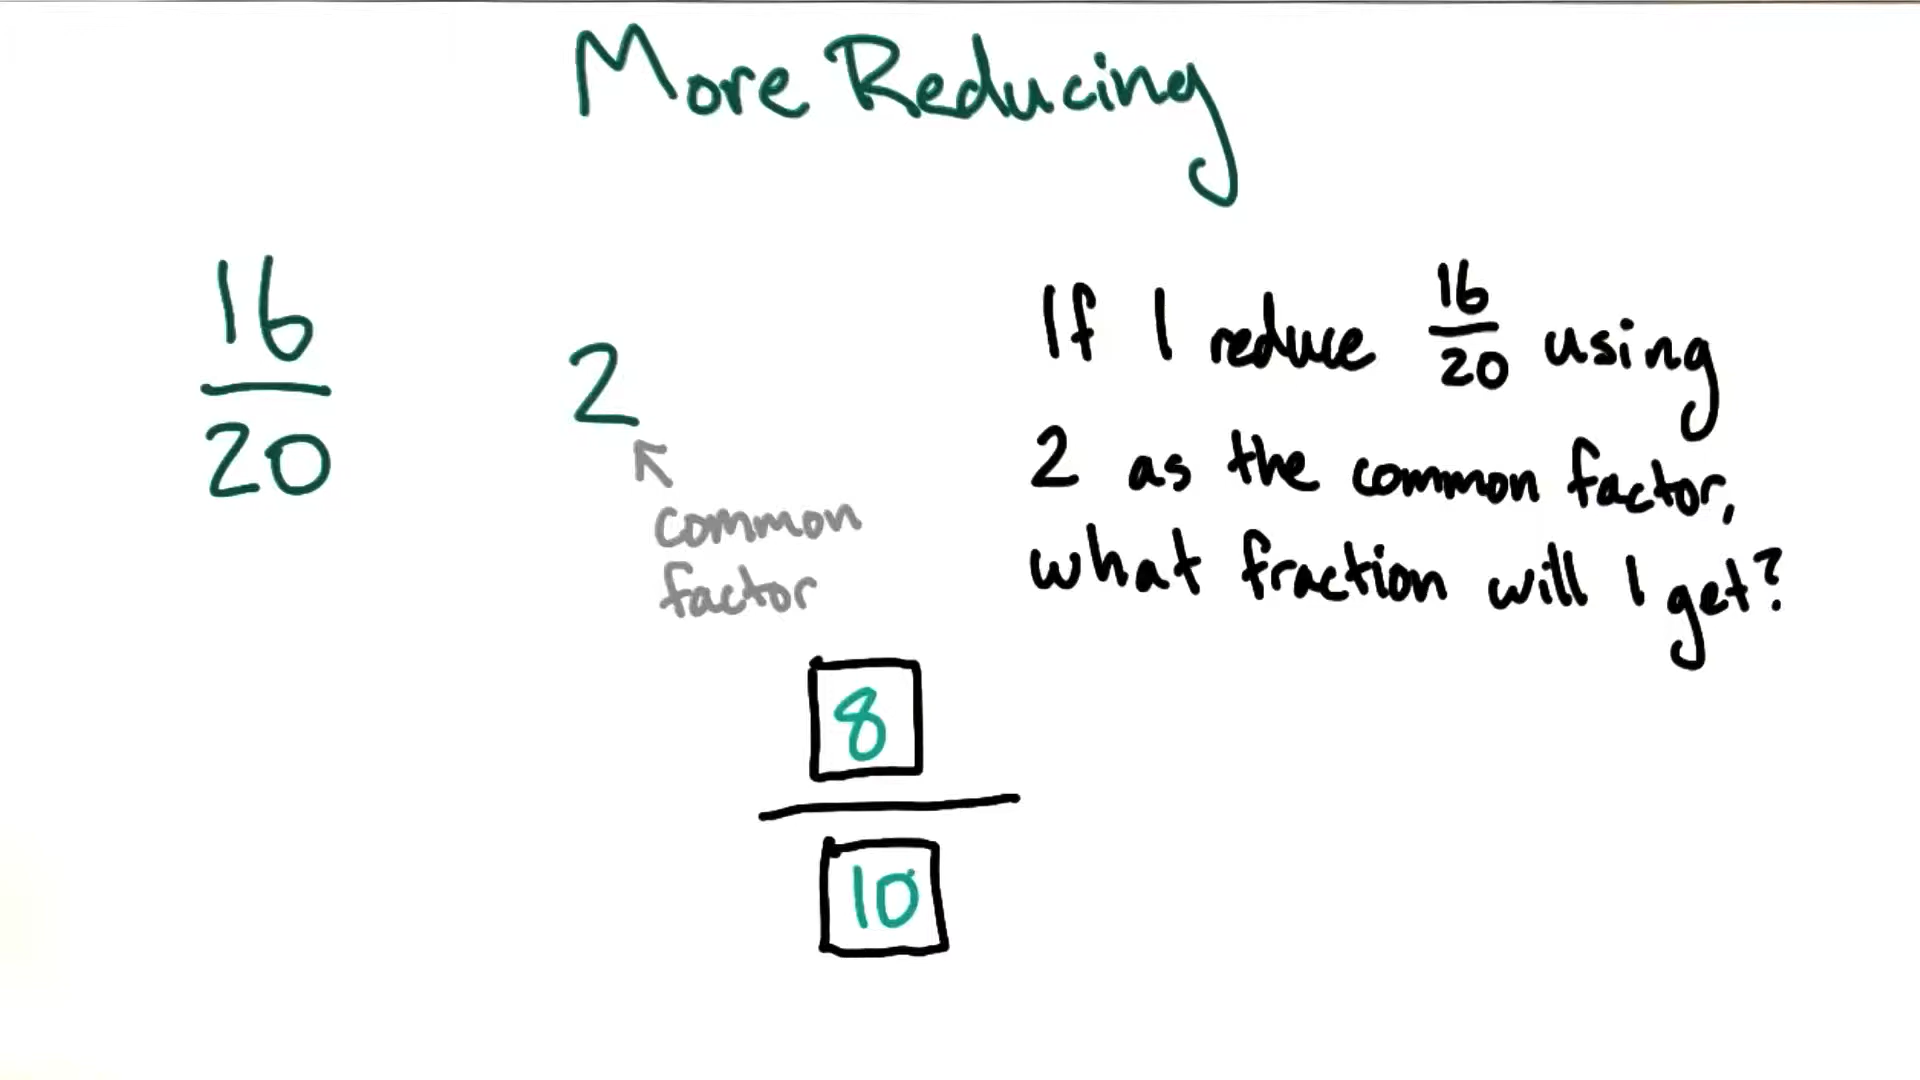 More Reducing
16
20
2
common
factor
If I reduce 16/20 using
2 as the common factor,
what fraction will I get?
8
10